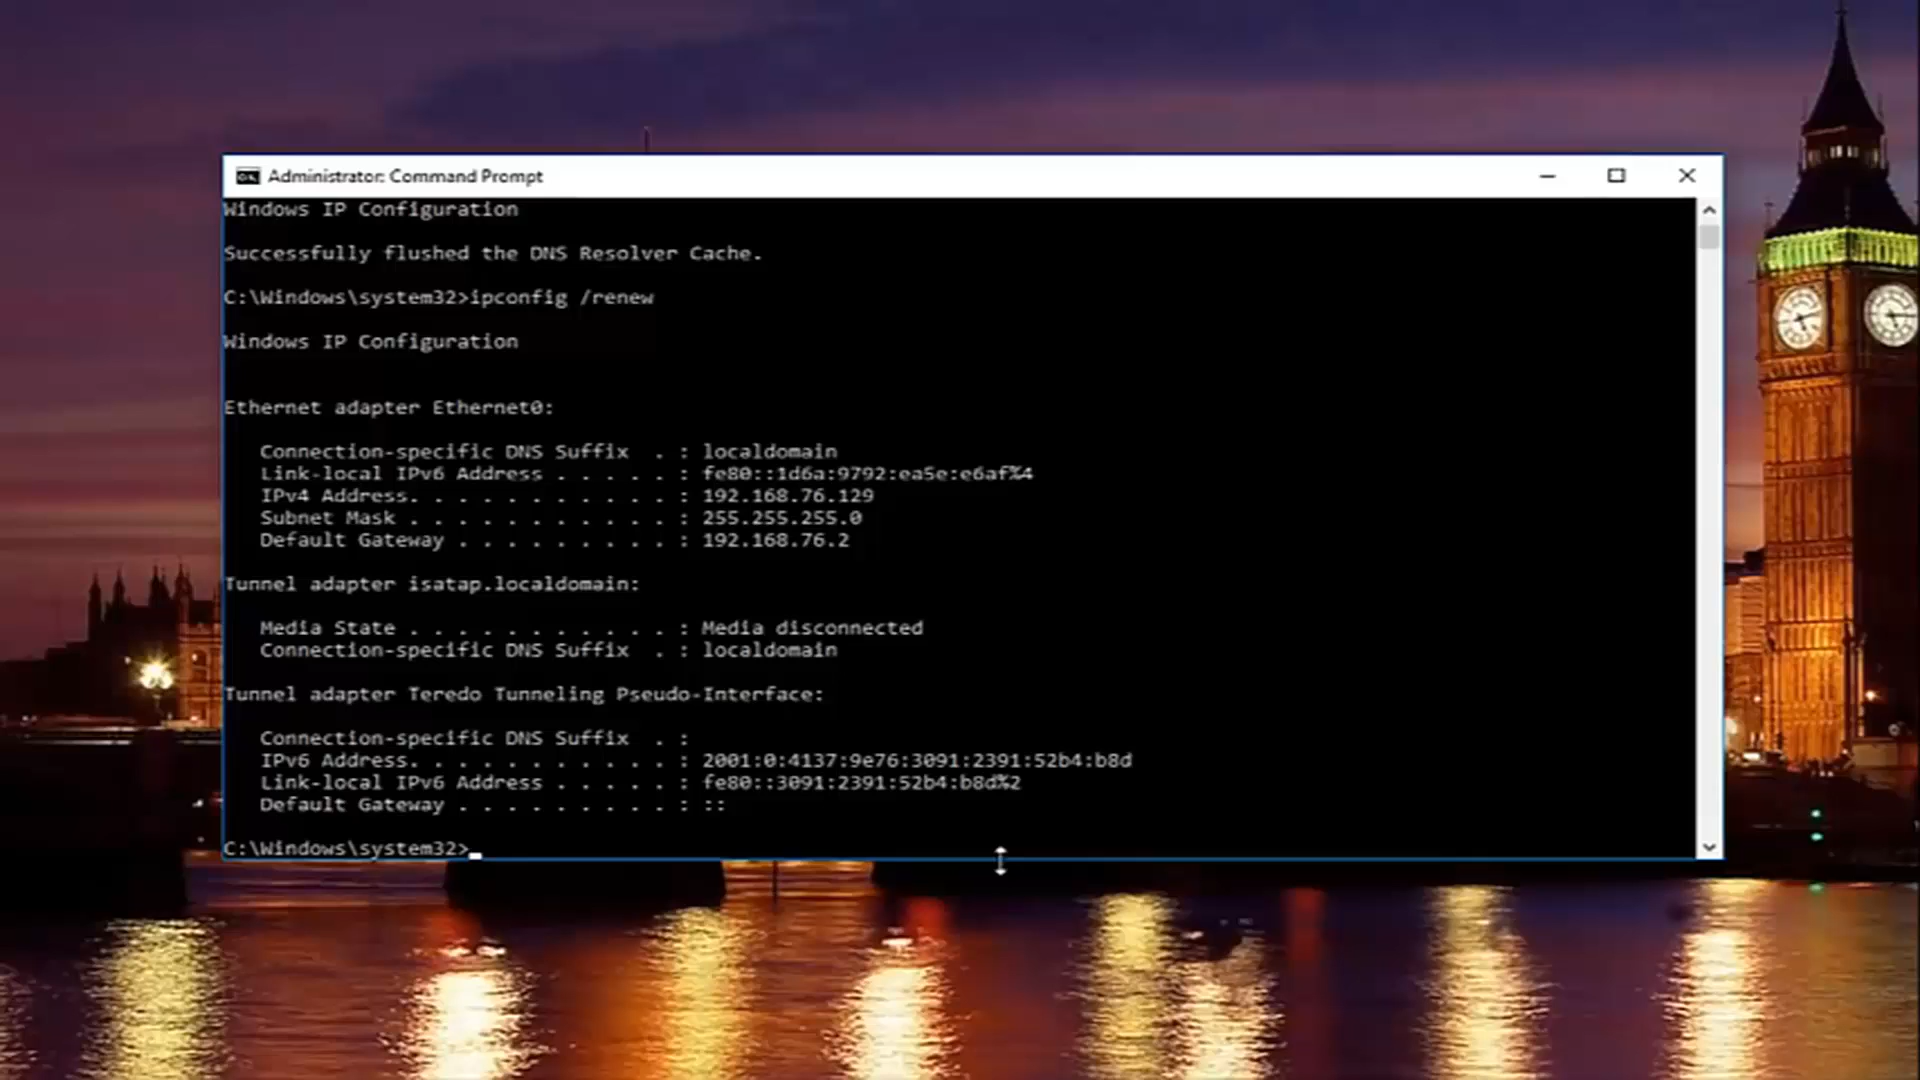 Administrator: Command Prompt
Windows IP Configuration
Successfully flushed the DNS Resolver Cache.
C:\Windows\system32>ipconfig /renew
Windows IP Configuration
Ethernet adapter Ethernet0:
Connection-specific DNS Suffix  . : localdomain
Link-local IPv6 Address . . . . . : fe80::1d6a:9792:ea5e:e6af%4
IPv4 Address. . . . . . . . . . . : 192.168.76.129
Subnet Mask . . . . . . . . . . . : 255.255.255.0
Default Gateway . . . . . . . . . : 192.168.76.2
Tunnel adapter isatap.localdomain:
Media State . . . . . . . . . . . : Media disconnected
Connection-specific DNS Suffix  . : localdomain
Tunnel adapter Teredo Tunneling Pseudo-Interface:
Connection-specific DNS Suffix  . :
IPv6 Address. . . . . . . . . . . : 2001:0:4137:9e76:3091:2391:52b4:b8d
Link-local IPv6 Address . . . . . : fe80::3091:2391:52b4:b8d%2
Default Gateway . . . . . . . . . : ::
C:\Windows\system32>